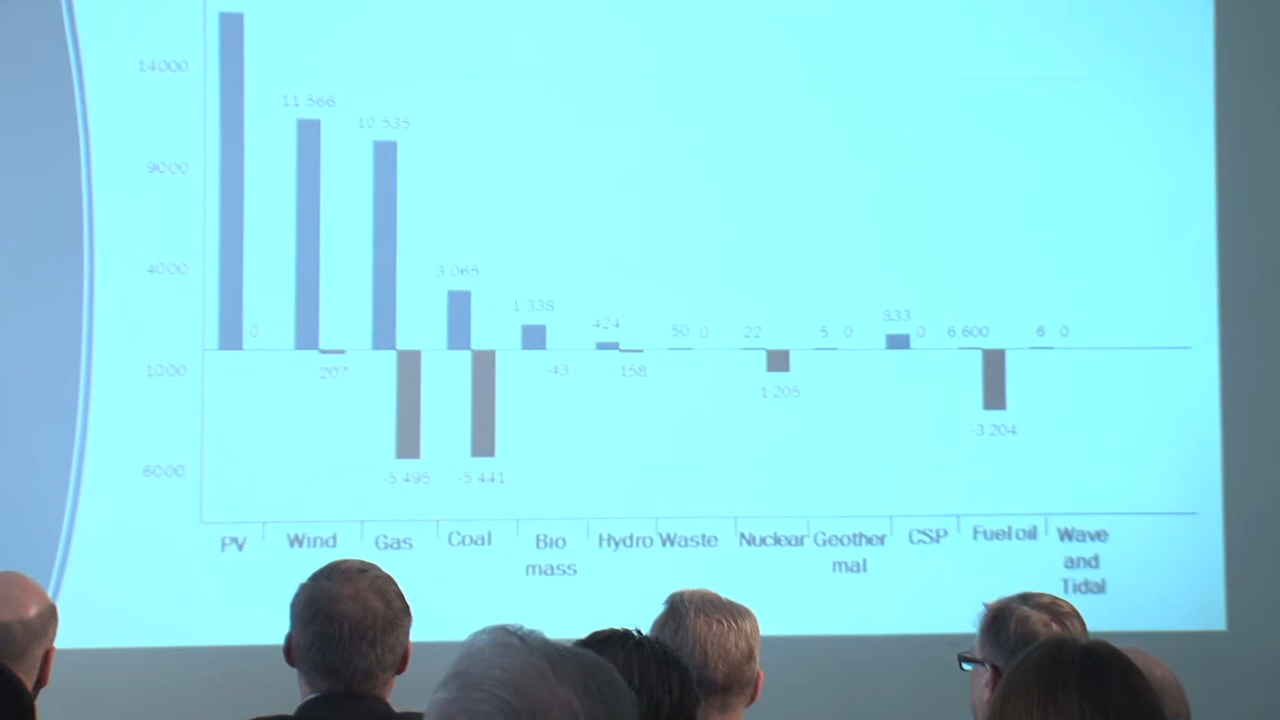 14000
11 566
10 535
9000
4000
3 065
1 338
424
50 0
22
5 0
833
0
6,600
6 0
0
1000
207
-43
158
-1 205
-3 204
6000
-5 495
-5 441
PV
Wind
Gas
Coal
Bio
mass
Hydro
Waste
Nuclear
Geother
mal
CSP
Fuel oil
Wave
and
Tidal